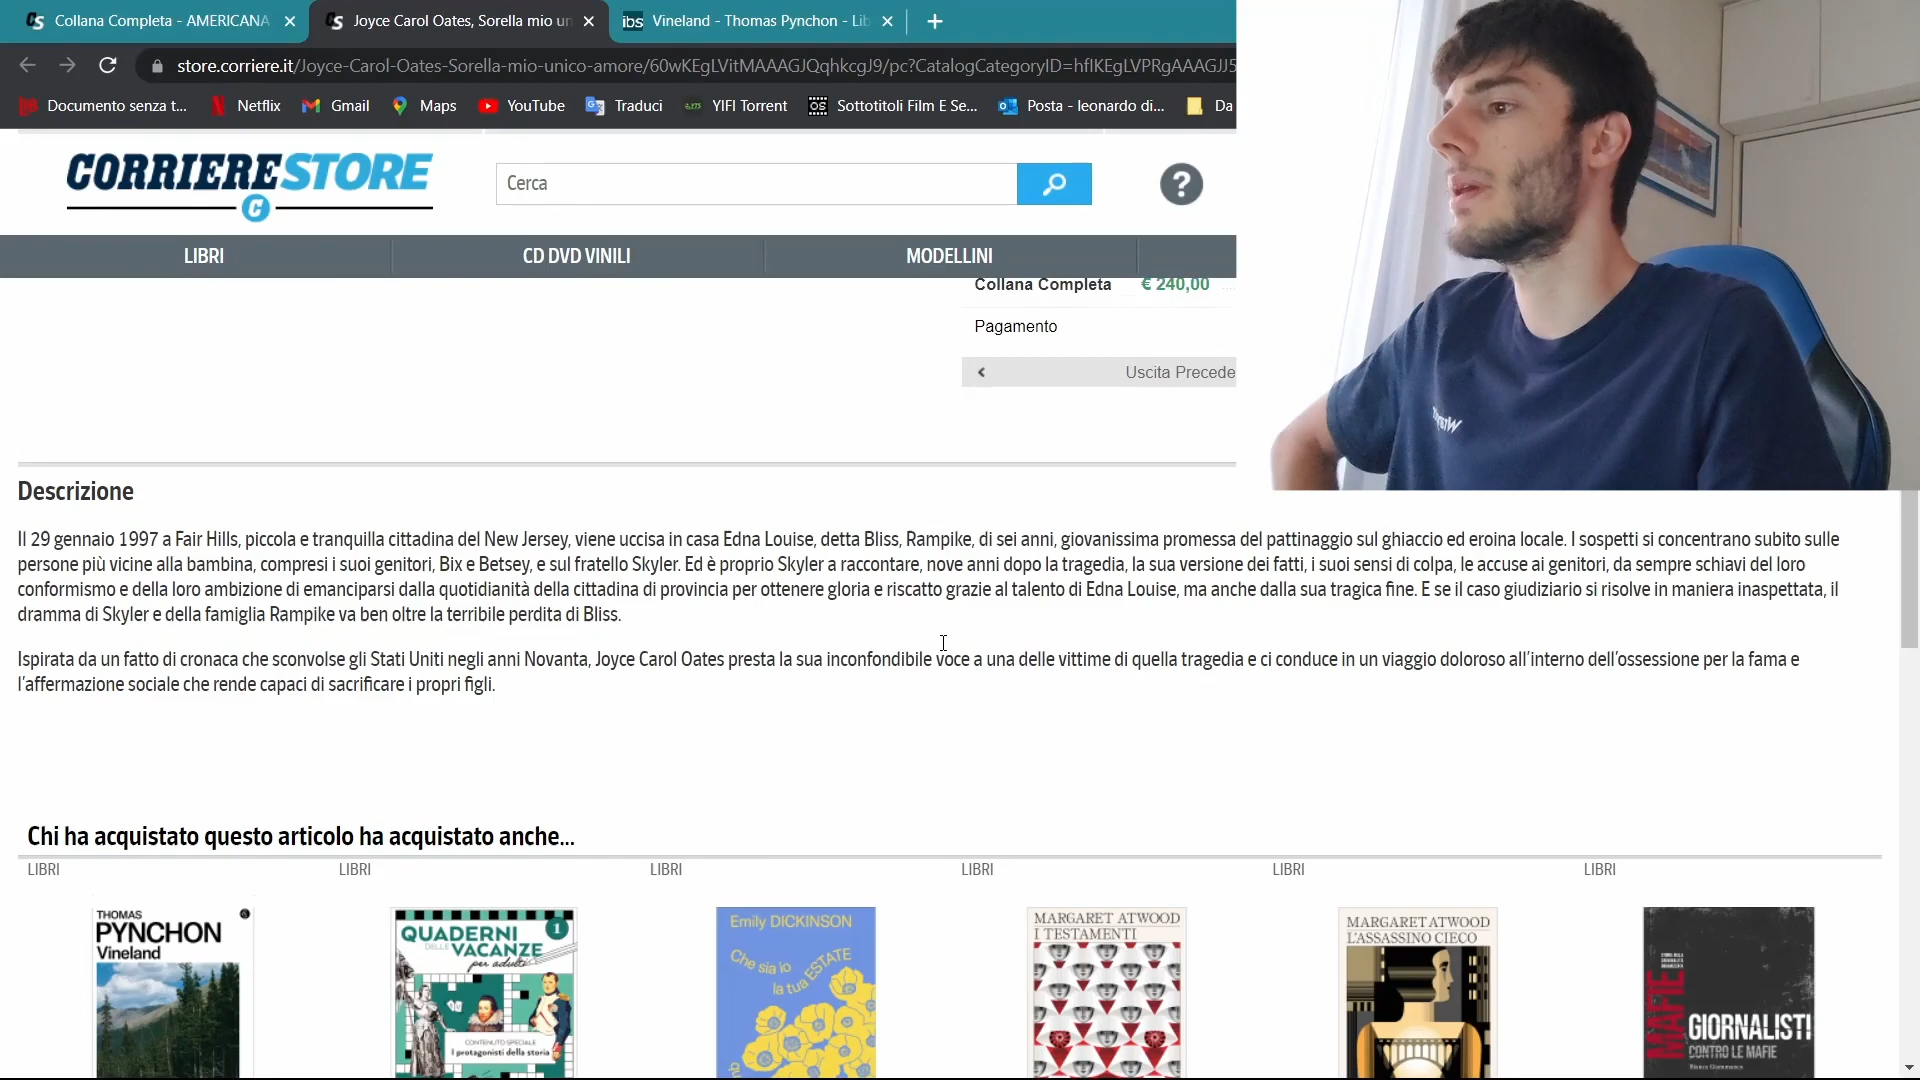 Collana Completa - AMERICANA
Joyce Carol Oates, Sorella mio un
ibs Vineland - Thomas Pynchon - Lib
store.corriere.it/Joyce-Carol-Oates-Sorella-mio-unico-amore/60wKEgLVitMAAAGJQqhkcgJ9/pc?CatalogCategoryID=hflKEgLVPRgAAAGJJ5
Documento senza t... Netflix Gmail Maps YouTube Traduci YIFI Torrent OS Sottotitoli Film E Se... Posta - leonardo di... Da
CORRIERESTORE
C
Cerca
?
LIBRI CD DVD VINILI MODELLINI
Collana Completa € 240,00
Pagamento
Uscita Precede
Descrizione
Il 29 gennaio 1997 a Fair Hills, piccola e tranquilla cittadina del New Jersey, viene uccisa in casa Edna Louise, detta Bliss, Rampike, di sei anni, giovanissima promessa del pattinaggio sul ghiaccio ed eroina locale. I sospetti si concentrano subito sulle
persone più vicine alla bambina, compresi i suoi genitori, Bix e Betsey, e sul fratello Skyler. Ed è proprio Skyler a raccontare, nove anni dopo la tragedia, la sua versione dei fatti, i suoi sensi di colpa, le accuse ai genitori, da sempre schiavi del loro
conformismo e della loro ambizione di emanciparsi dalla quotidianità della cittadina di provincia per ottenere gloria e riscatto grazie al talento di Edna Louise, ma anche dalla sua tragica fine. E se il caso giudiziario si risolve in maniera inaspettata, il
dramma di Skyler e della famiglia Rampike va ben oltre la terribile perdita di Bliss.
Ispirata da un fatto di cronaca che sconvolse gli Stati Uniti negli anni Novanta, Joyce Carol Oates presta la sua inconfondibile voce a una delle vittime di quella tragedia e ci conduce in un viaggio doloroso all'interno dell'ossessione per la fama e
l'affermazione sociale che rende capaci di sacrificare i propri figli.
Chi ha acquistato questo articolo ha acquistato anche...
LIBRI LIBRI LIBRI LIBRI LIBRI LIBRI
THOMAS
PYNCHON
Vineland
QUADERNI
DELLE
VACANZE
per adulti
1
CONTENUTO SPECIALE
I protagonisti della storia
Emily DICKINSON
Che sia lo
la tua ESTATE
MARGARET ATWOOD
I TESTAMENTI
MARGARET ATWOOD
L'ASSASSINO CIECO
MAFIE
GIORNALISTI
CONTRO LE MAFIE